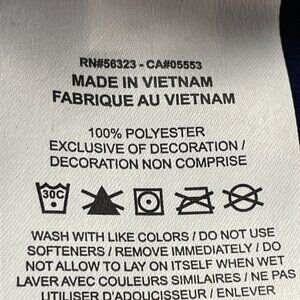 RN#56323 - CA#05553
MADE IN VIETNAM
FABRIQUE AU VIETNAM
100% POLYESTER
EXCLUSIVE OF DECORATION /
DECORATION NON COMPRISE
30C
WASH WITH LIKE COLORS / DO NOT USE
SOFTENERS / REMOVE IMMEDIATELY / DO
NOT ALLOW TO LAY ON ITSELF WHEN WET
LAVER AVEC COULEURS SIMILAIRES / NE PAS
UTILISER D'ADOUCISSEUR / ENLEVER